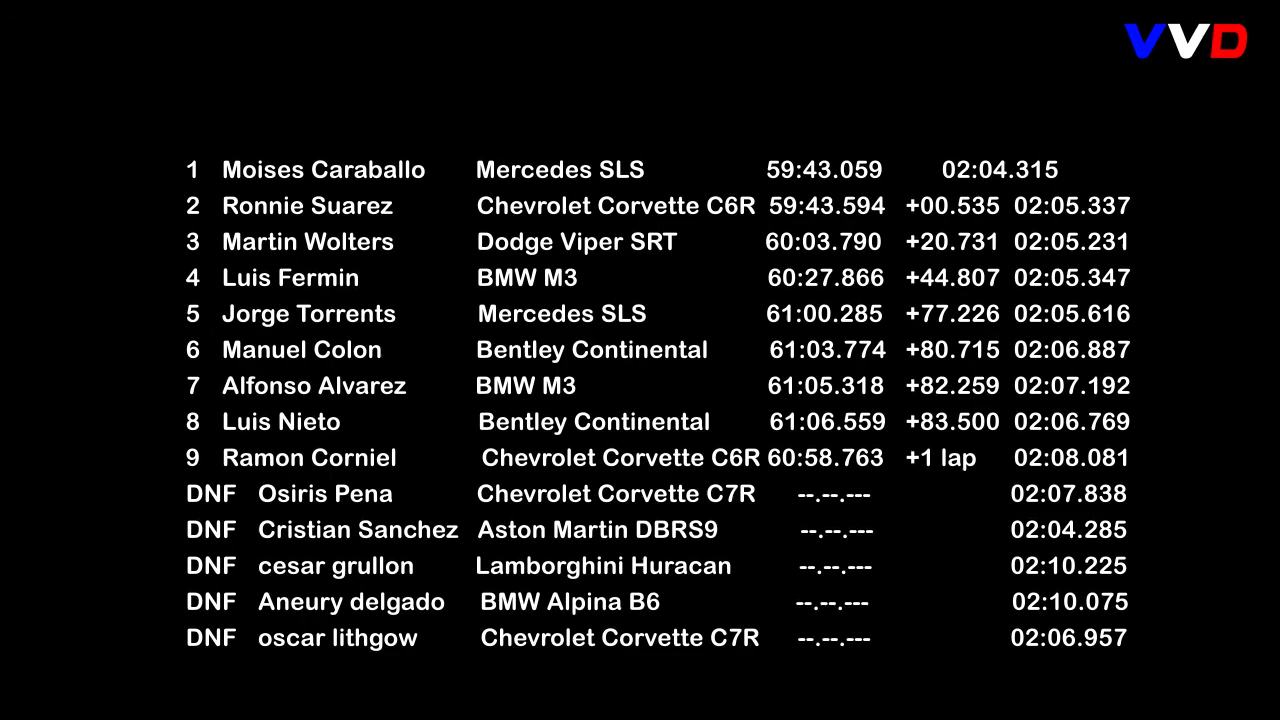 VVD
1 Moises Caraballo Mercedes SLS 59:43.059 02:04.315
2 Ronnie Suarez Chevrolet Corvette C6R 59:43.594 +00.535 02:05.337
3 Martin Wolters Dodge Viper SRT 60:03.790 +20.731 02:05.231
4 Luis Fermin BMW M3 60:27.866 +44.807 02:05.347
5 Jorge Torrents Mercedes SLS 61:00.285 +77.226 02:05.616
6 Manuel Colon Bentley Continental 61:03.774 +80.715 02:06.887
7 Alfonso Alvarez BMW M3 61:05.318 +82.259 02:07.192
8 Luis Nieto Bentley Continental 61:06.559 +83.500 02:06.769
9 Ramon Corniel Chevrolet Corvette C6R 60:58.763 +1 lap 02:08.081
DNF Osiris Pena Chevrolet Corvette C7R --.--.--- 02:07.838
DNF Cristian Sanchez Aston Martin DBRS9 --.--.--- 02:04.285
DNF cesar grullon Lamborghini Huracan --.--.--- 02:10.225
DNF Aneury delgado BMW Alpina B6 --.--.--- 02:10.075
DNF oscar lithgow Chevrolet Corvette C7R --.--.--- 02:06.957